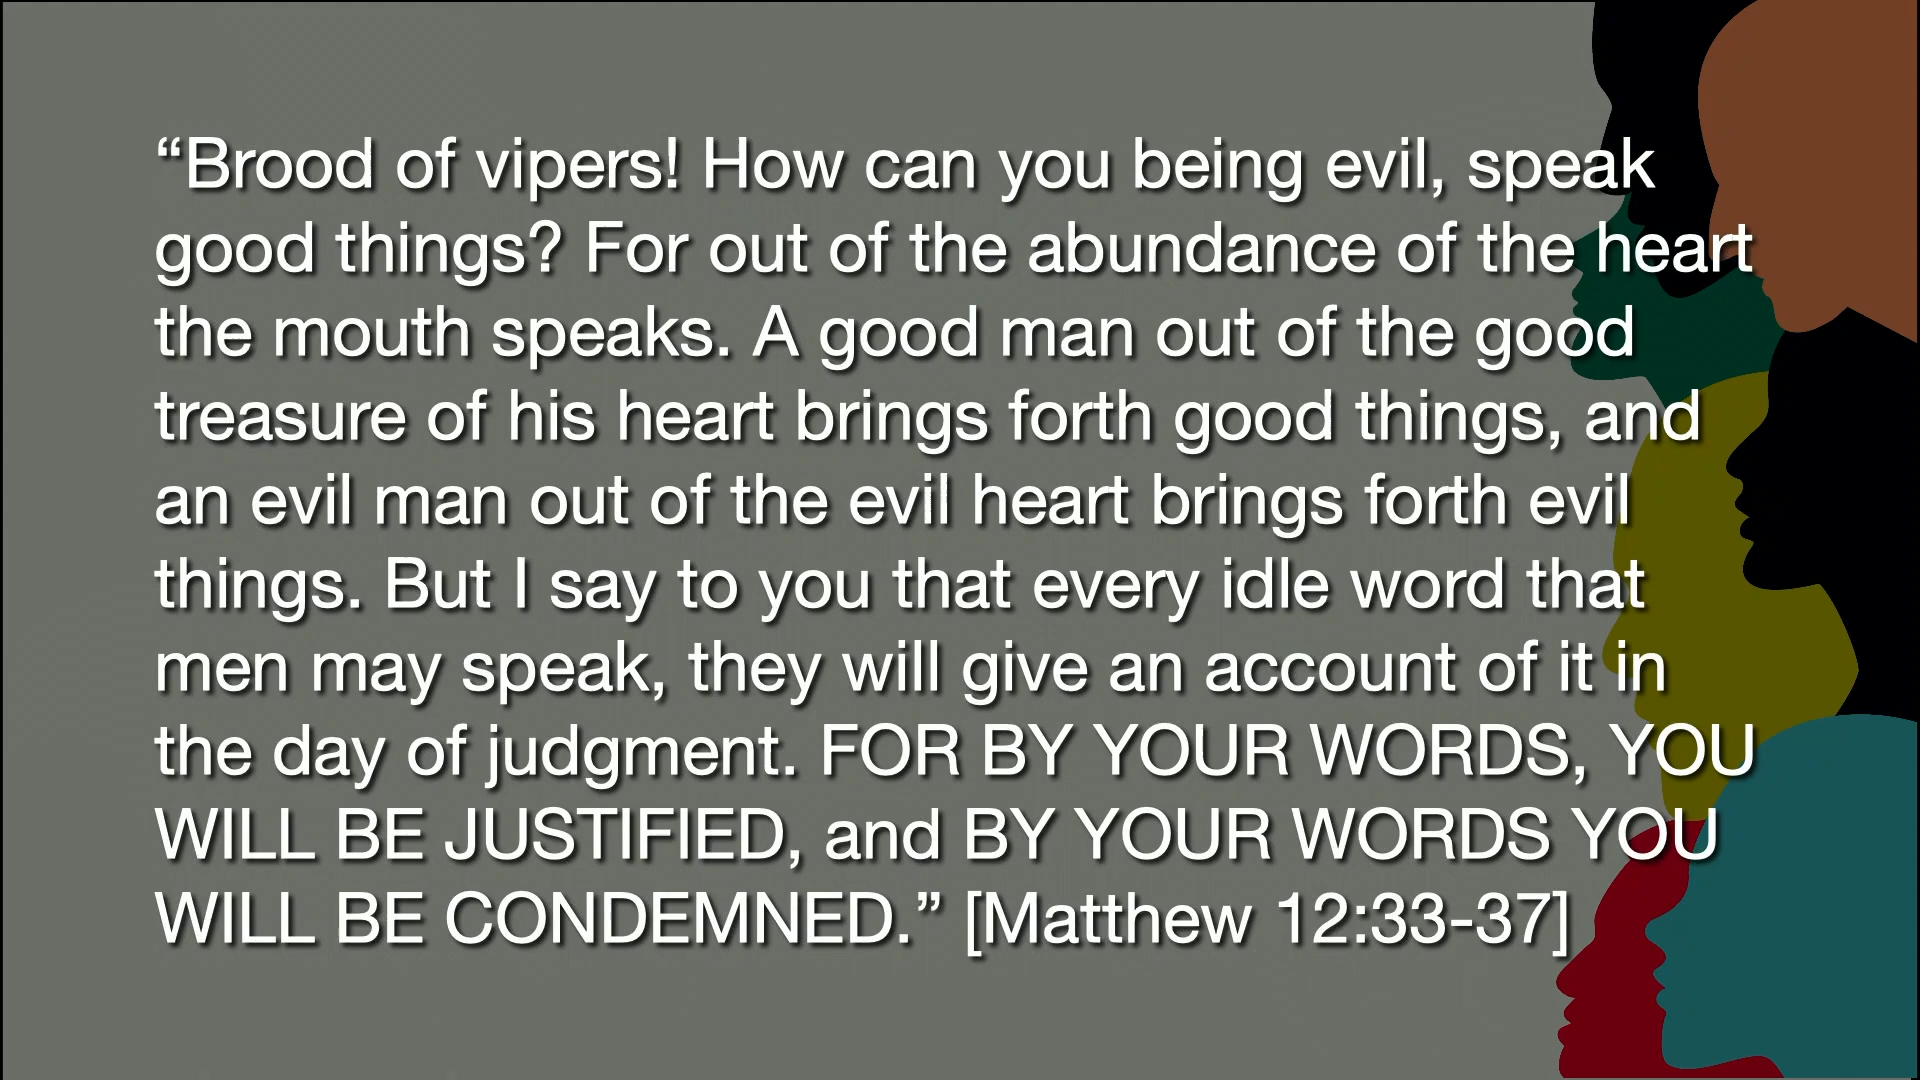 “Brood of vipers! How can you being evil, speak
good things? For out of the abundance of the heart
the mouth speaks. A good man out of the good
treasure of his heart brings forth good things, and
an evil man out of the evil heart brings forth evil
things. But I say to you that every idle word that
men may speak, they will give an account of it in
the day of judgment. FOR BY YOUR WORDS, YOU
WILL BE JUSTIFIED, and BY YOUR WORDS YOU
WILL BE CONDEMNED.” [Matthew 12:33-37]